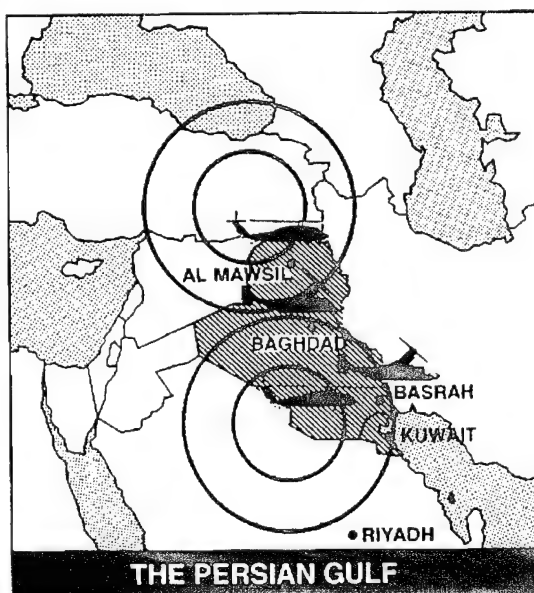 AL MAWSIL
BAGHDAD
BASRAH
KUWAIT
RIYADH
THE PERSIAN GULF